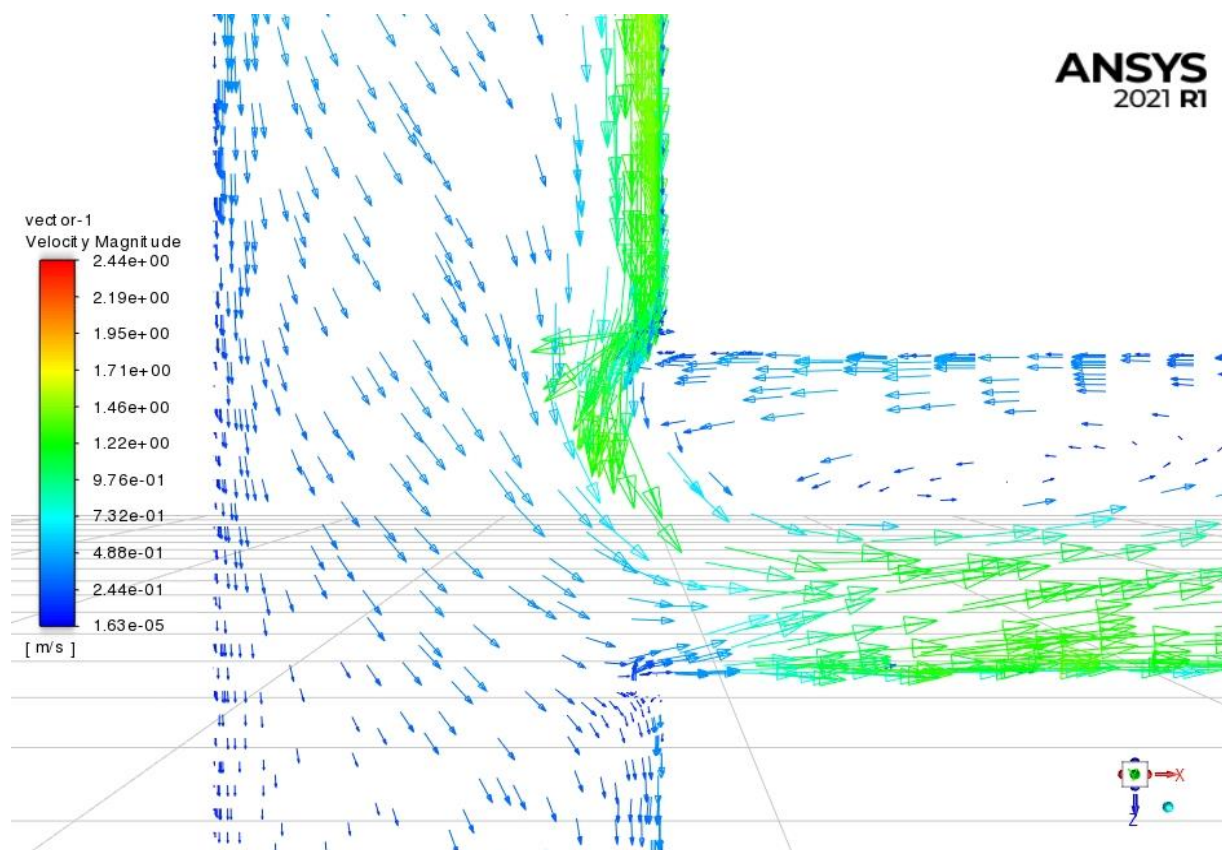 ANSYS
2021 R1
vector-1
Velocity Magnitude
2.44e+00
2.19e+00
1.95e+00
1.71e+00
1.46e+00
1.22e+00
9.76e-01
7.32e-01
4.88e-01
2.44e-01
1.63e-05
[ m/s ]
X
Z